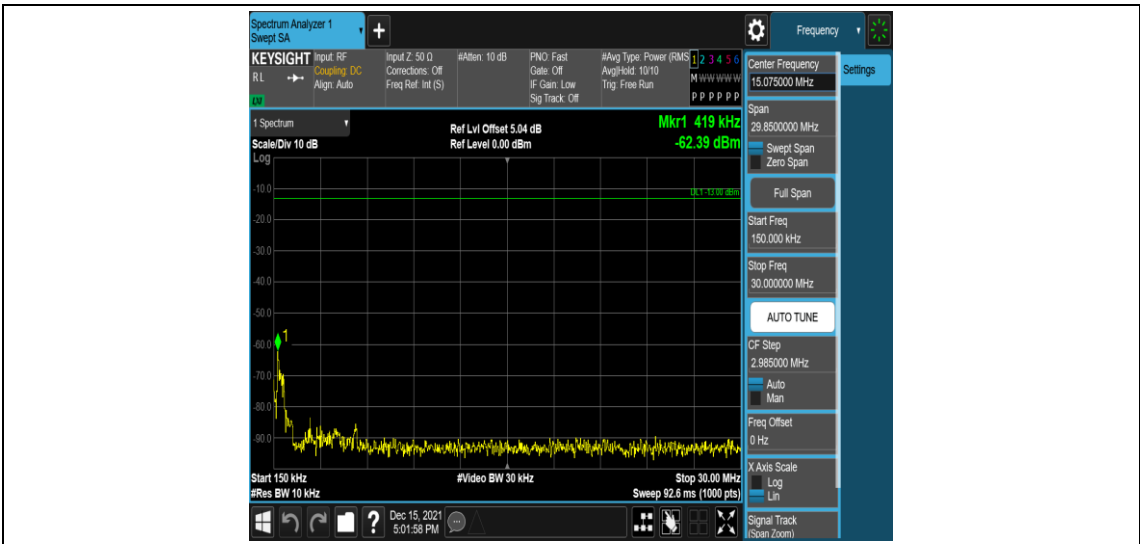 Spectrum Analyzer 1
Swept SA
+
Frequency
KEYSIGHT
RL
LXI
Input: RF
Coupling: DC
Align: Auto
Input Z: 50 Ω
Corrections: Off
Freq Ref: Int (S)
#Atten: 10 dB
PNO: Fast
Gate: Off
IF Gain: Low
Sig Track: Off
#Avg Type: Power (RMS
Avg|Hold: 10/10
Trig: Free Run
1 2 3 4 5 6
M W W W W W
P P P P P P
1 Spectrum
Scale/Div 10 dB
Ref Lvl Offset 5.04 dB
Ref Level 0.00 dBm
Mkr1 419 kHz
-62.39 dBm
Log
DL1 -13.00 dBm
-10.0
-20.0
-30.0
-40.0
-50.0
1
-60.0
-70.0
-80.0
-90.0
Start 150 kHz
#Video BW 30 kHz
Stop 30.00 MHz
#Res BW 10 kHz
Sweep 92.6 ms (1000 pts)
?
Dec 15, 2021
5:01:58 PM
Center Frequency
15.075000 MHz
Settings
Span
29.8500000 MHz
Swept Span
Zero Span
Full Span
Start Freq
150.000 kHz
Stop Freq
30.000000 MHz
AUTO TUNE
CF Step
2.985000 MHz
Auto
Man
Freq Offset
0 Hz
X Axis Scale
Log
Lin
Signal Track
(Span Zoom)